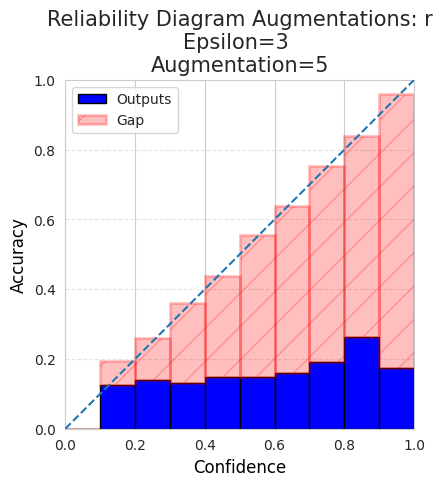 Reliability Diagram Augmentations: r
Epsilon=3
Augmentation=5
1.0
Outputs
Gap
0.8
0.6
0.4
0.2
0.0
Accuracy
0.0 0.2 0.4 0.6 0.8 1.0
Confidence